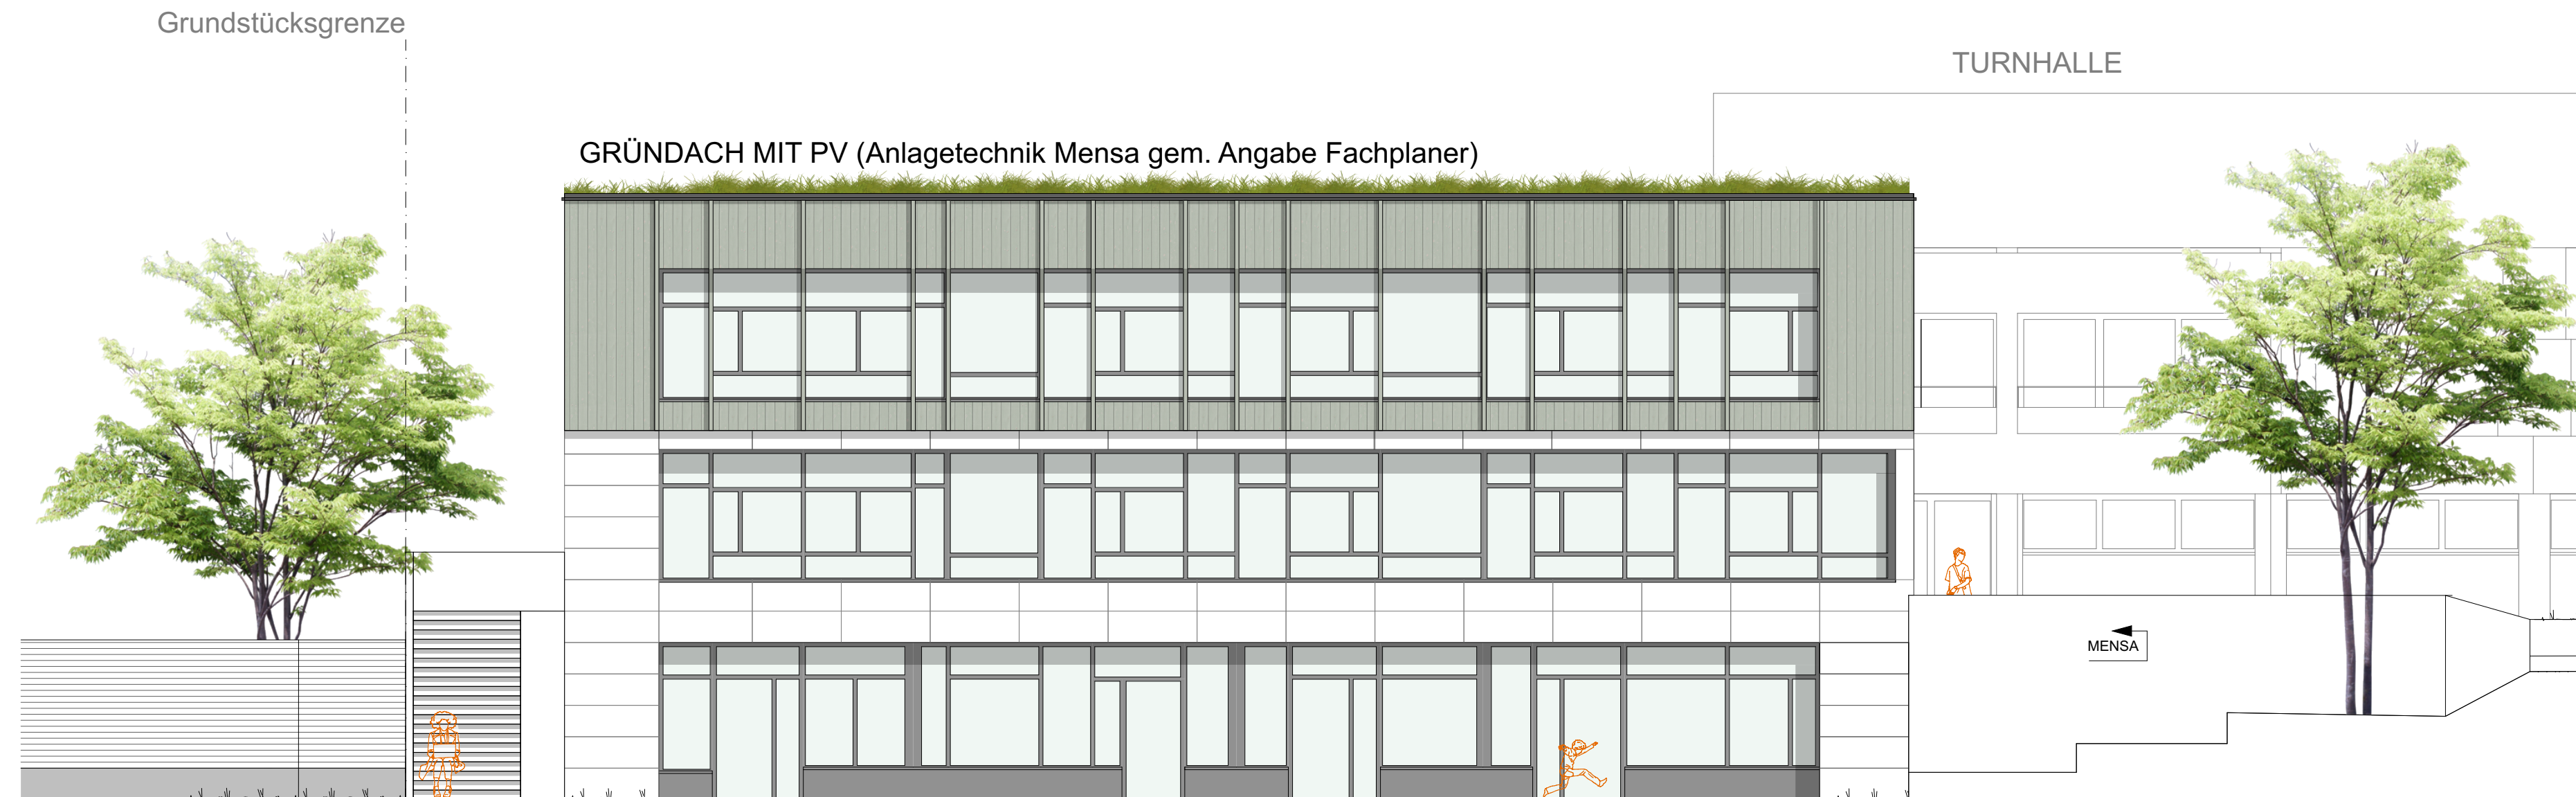 Grundstücksgrenze
TURNHALLE
GRÜNDACH MIT PV (Anlagetechnik Mensa gem. Angabe Fachplaner)
MENSA